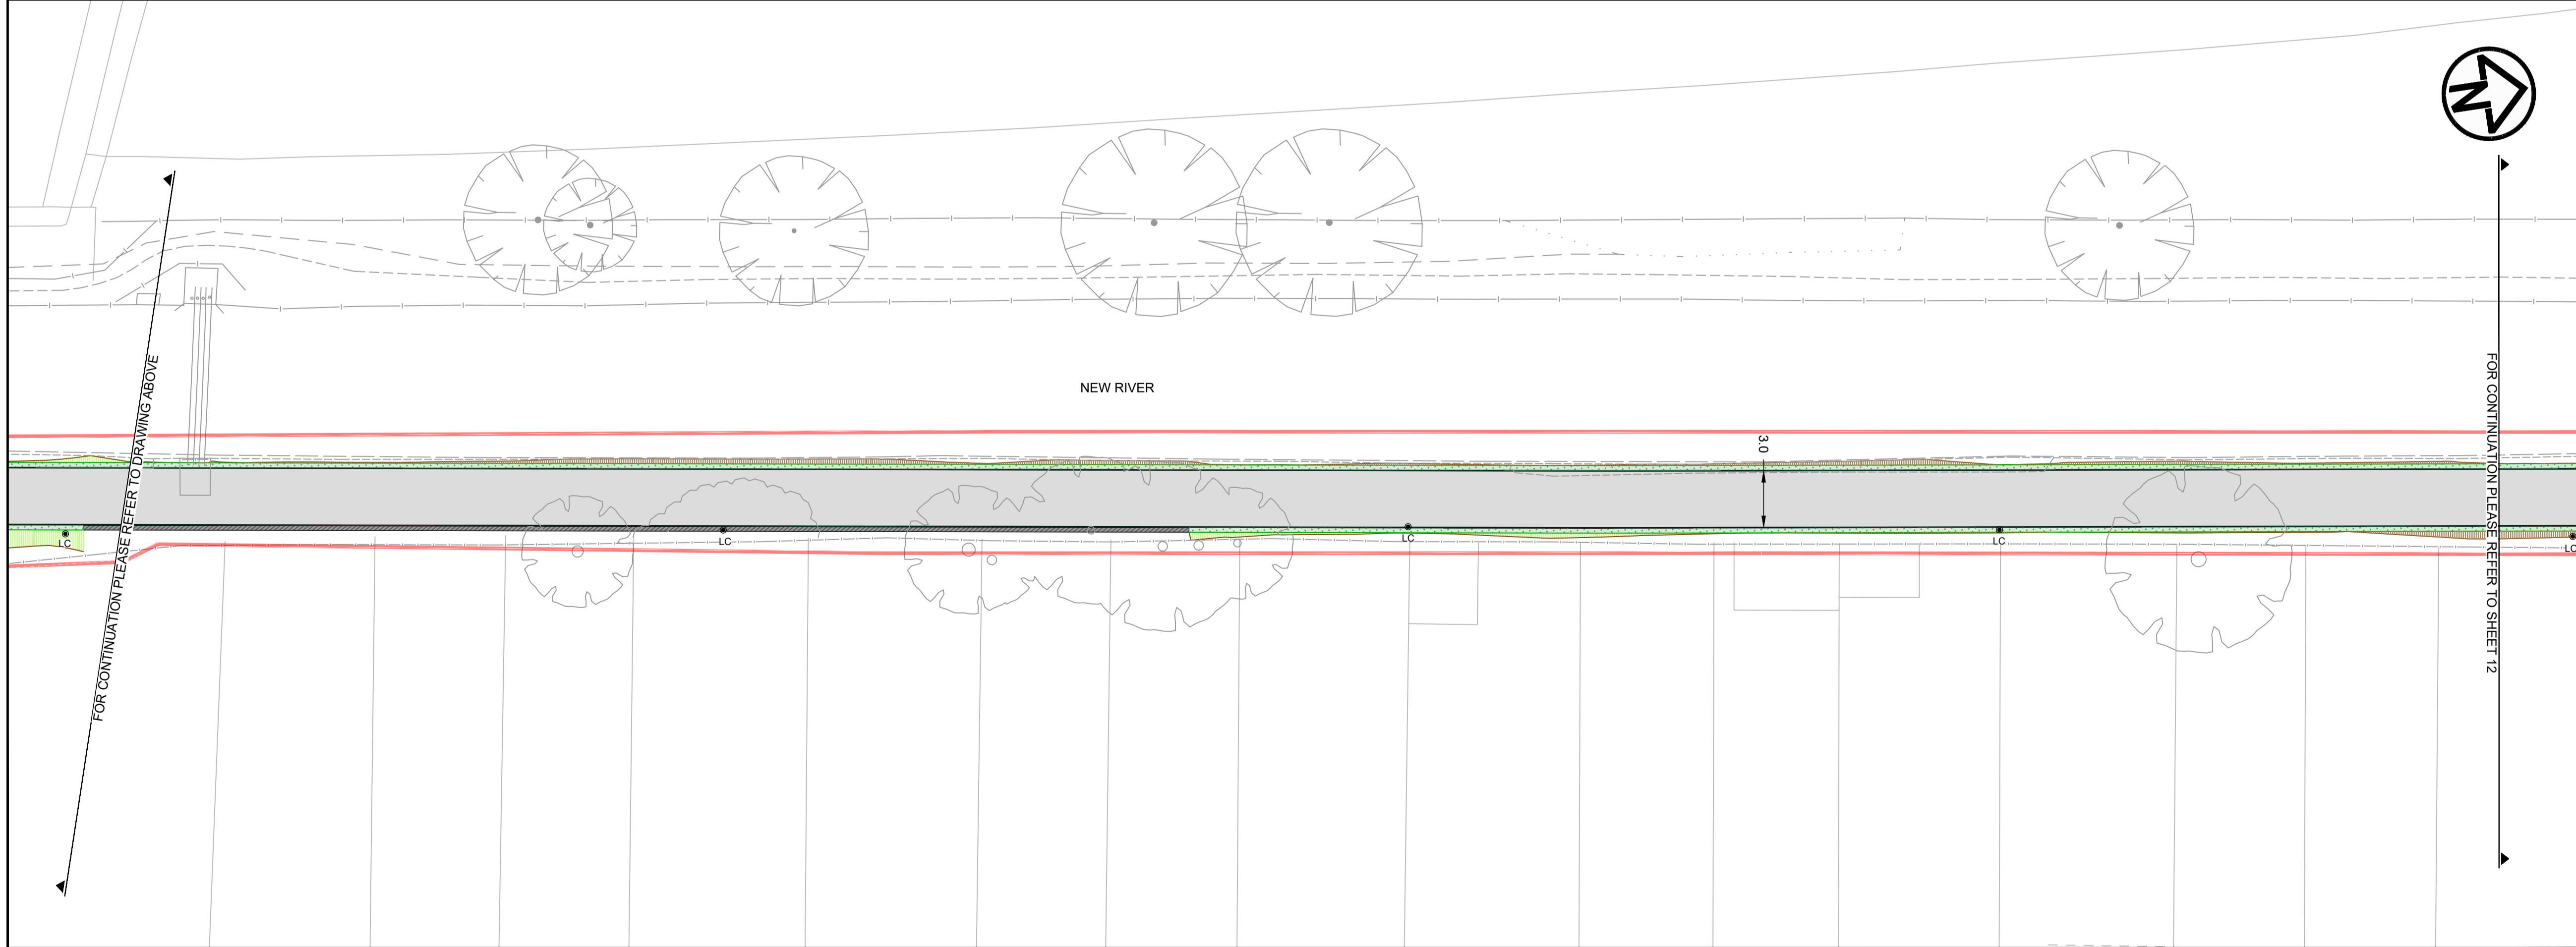 N
FOR CONTINUATION PLEASE REFER TO DRAWING ABOVE
NEW RIVER
3.0
LC
LC
LC
LC
LC
FOR CONTINUATION PLEASE REFER TO SHEET 12